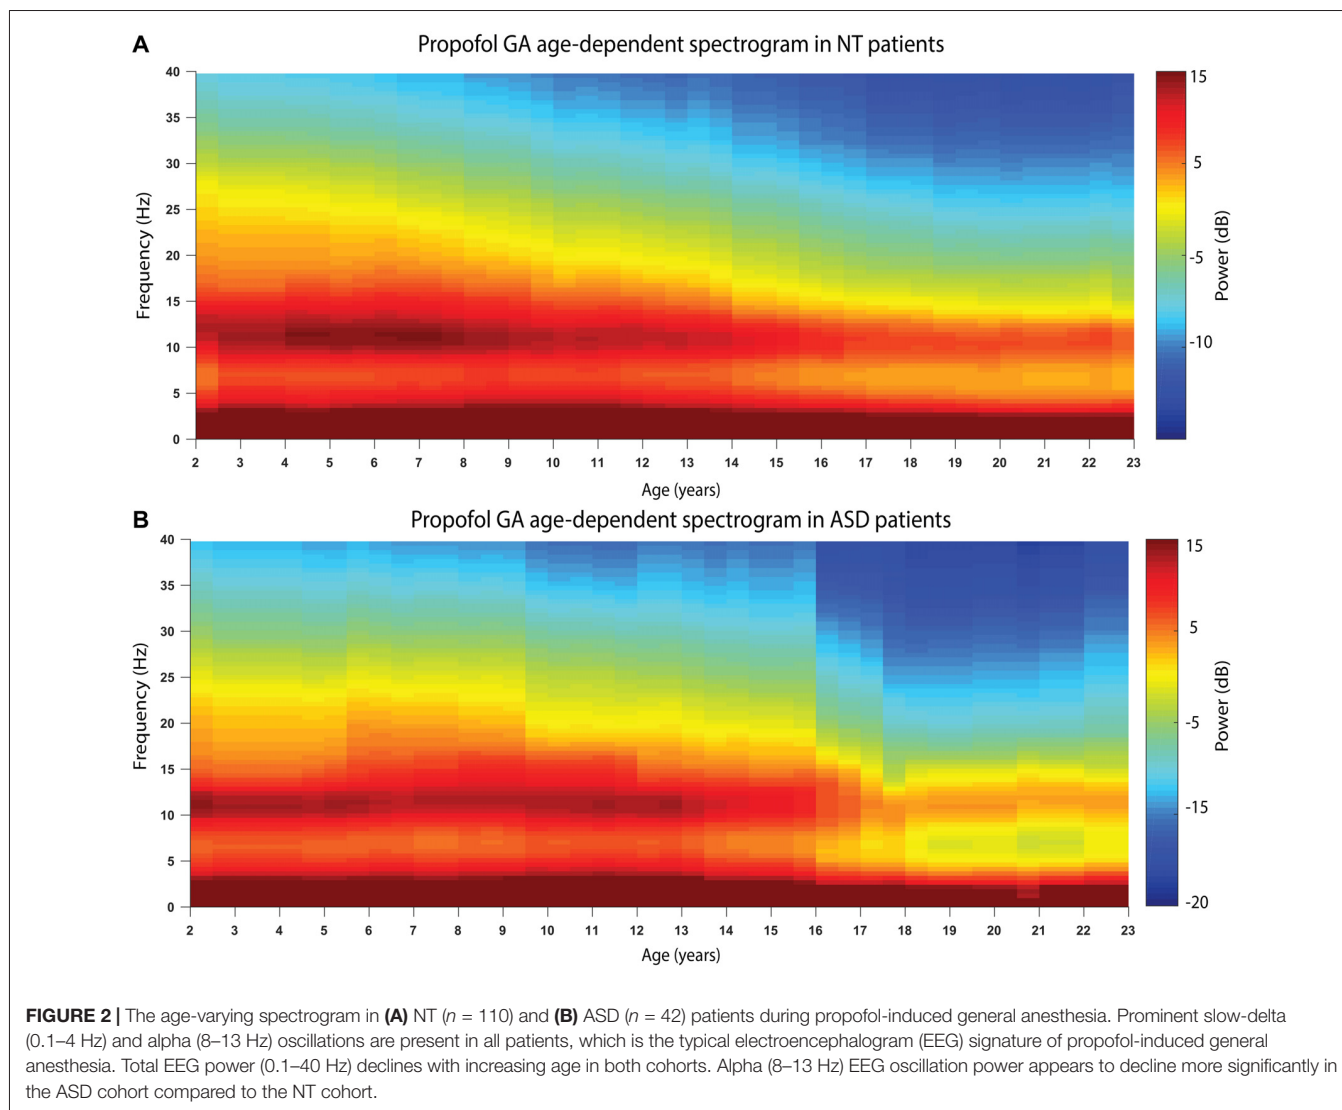 A
Propofol GA age-dependent spectrogram in NT patients
40
35
30
25
20
15
10
5
0
Frequency (Hz)
2 3 4 5 6 7 8 9 10 11 12 13 14 15 16 17 18 19 20 21 22 23
Age (years)
15
5
-5
-10
Power (dB)
B
Propofol GA age-dependent spectrogram in ASD patients
40
35
30
25
20
15
10
5
0
Frequency (Hz)
2 3 4 5 6 7 8 9 10 11 12 13 14 15 16 17 18 19 20 21 22 23
Age (years)
15
5
-5
-15
-20
Power (dB)
FIGURE 2 | The age-varying spectrogram in (A) NT (n = 110) and (B) ASD (n = 42) patients during propofol-induced general anesthesia. Prominent slow-delta
(0.1–4 Hz) and alpha (8–13 Hz) oscillations are present in all patients, which is the typical electroencephalogram (EEG) signature of propofol-induced general
anesthesia. Total EEG power (0.1–40 Hz) declines with increasing age in both cohorts. Alpha (8–13 Hz) EEG oscillation power appears to decline more significantly in
the ASD cohort compared to the NT cohort.